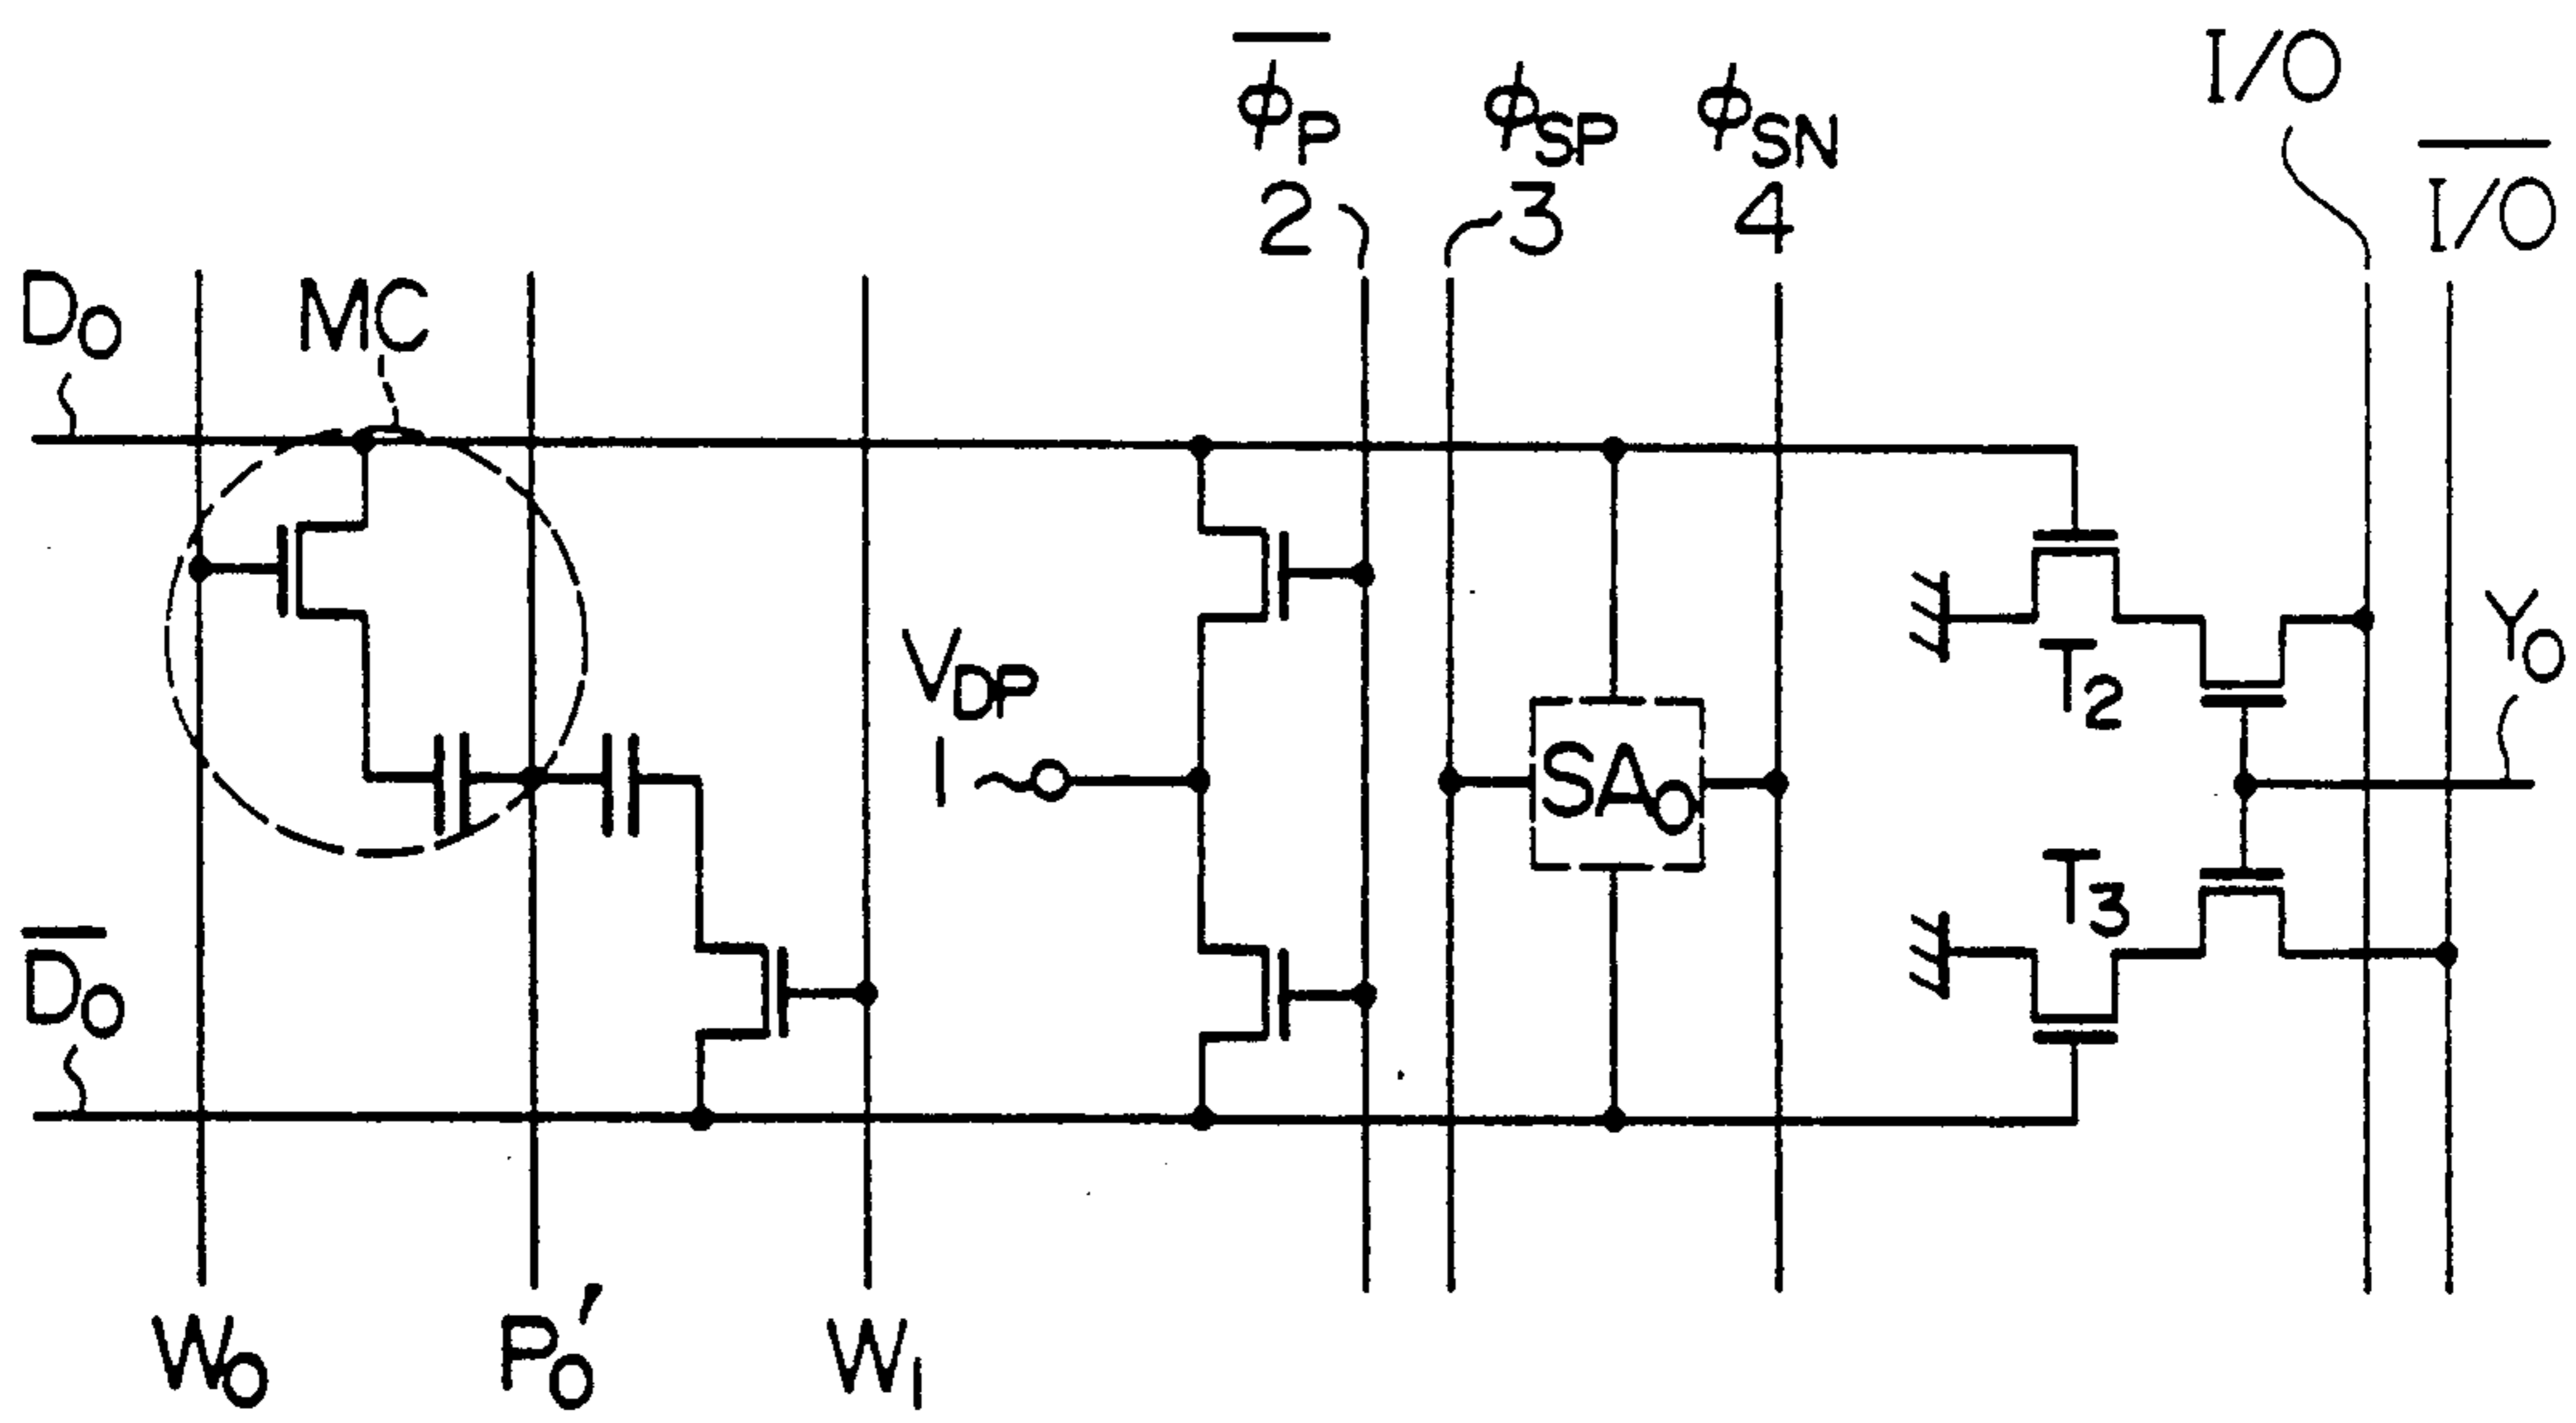 φ̅P
2
φSP
3
φSN
4
I/O
I̅/̅O̅
D0
MC
VDP
1
SA0
T2
Y0
T3
D̅0
W0
P0'
W1